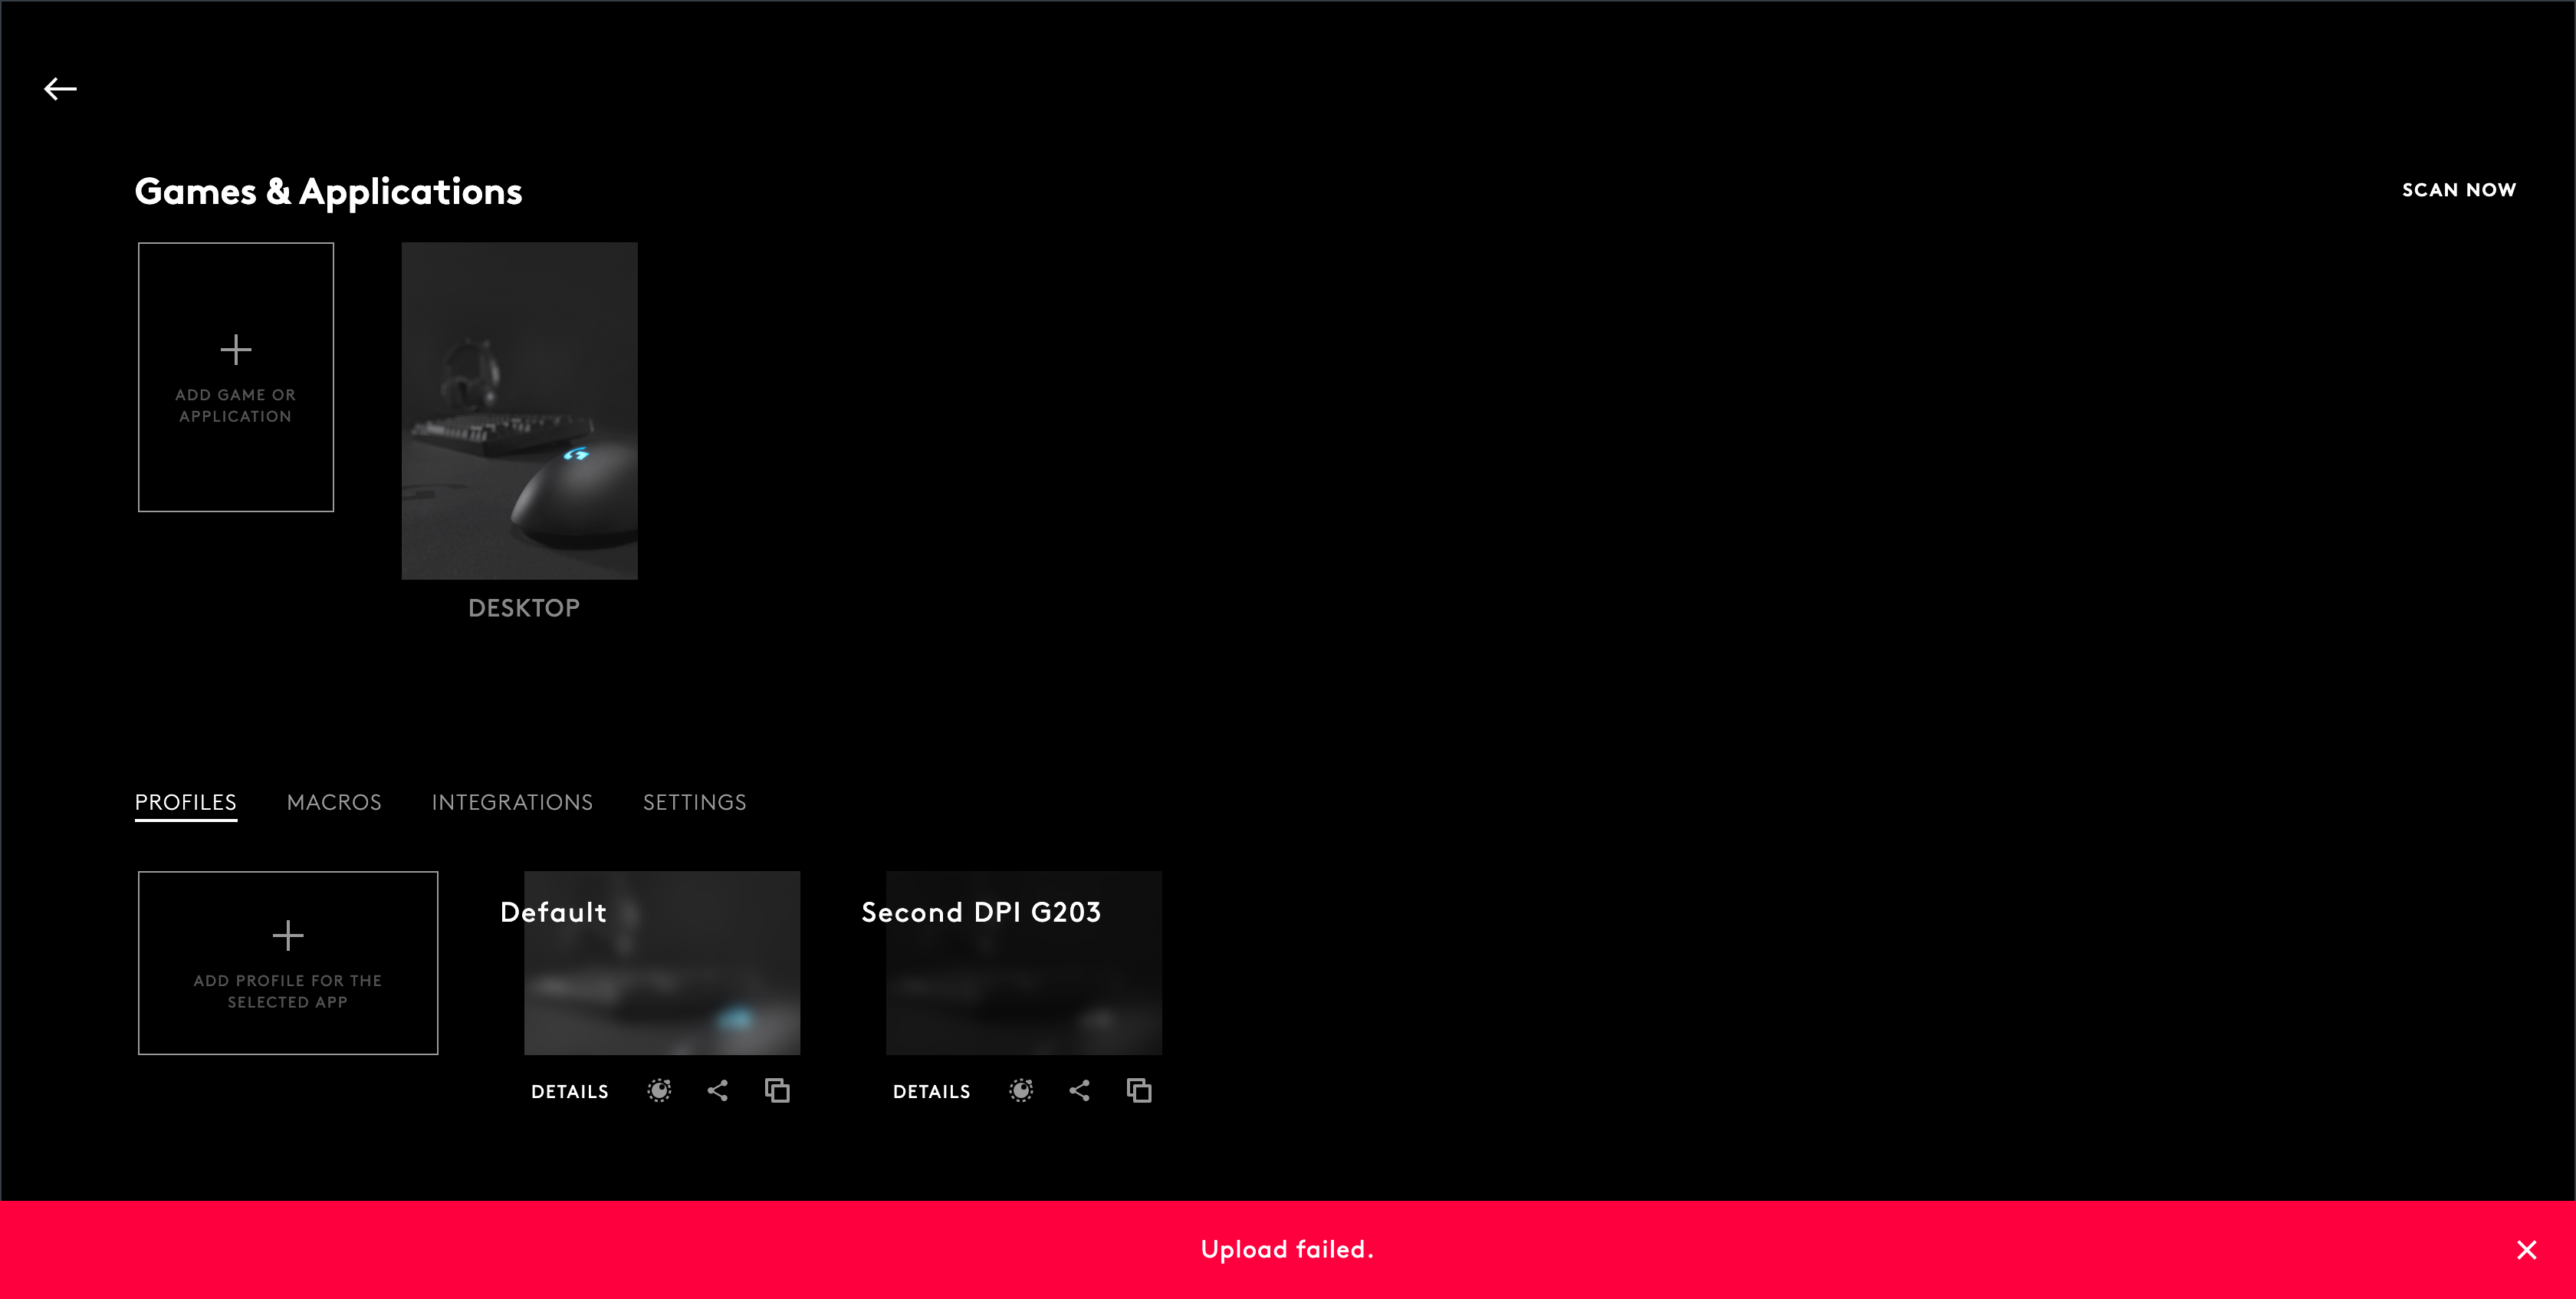 Games & Applications
SCAN NOW
ADD GAME OR
APPLICATION
DESKTOP
PROFILES
MACROS
INTEGRATIONS
SETTINGS
ADD PROFILE FOR THE
SELECTED APP
Default
DETAILS
Second DPI G203
DETAILS
Upload failed.